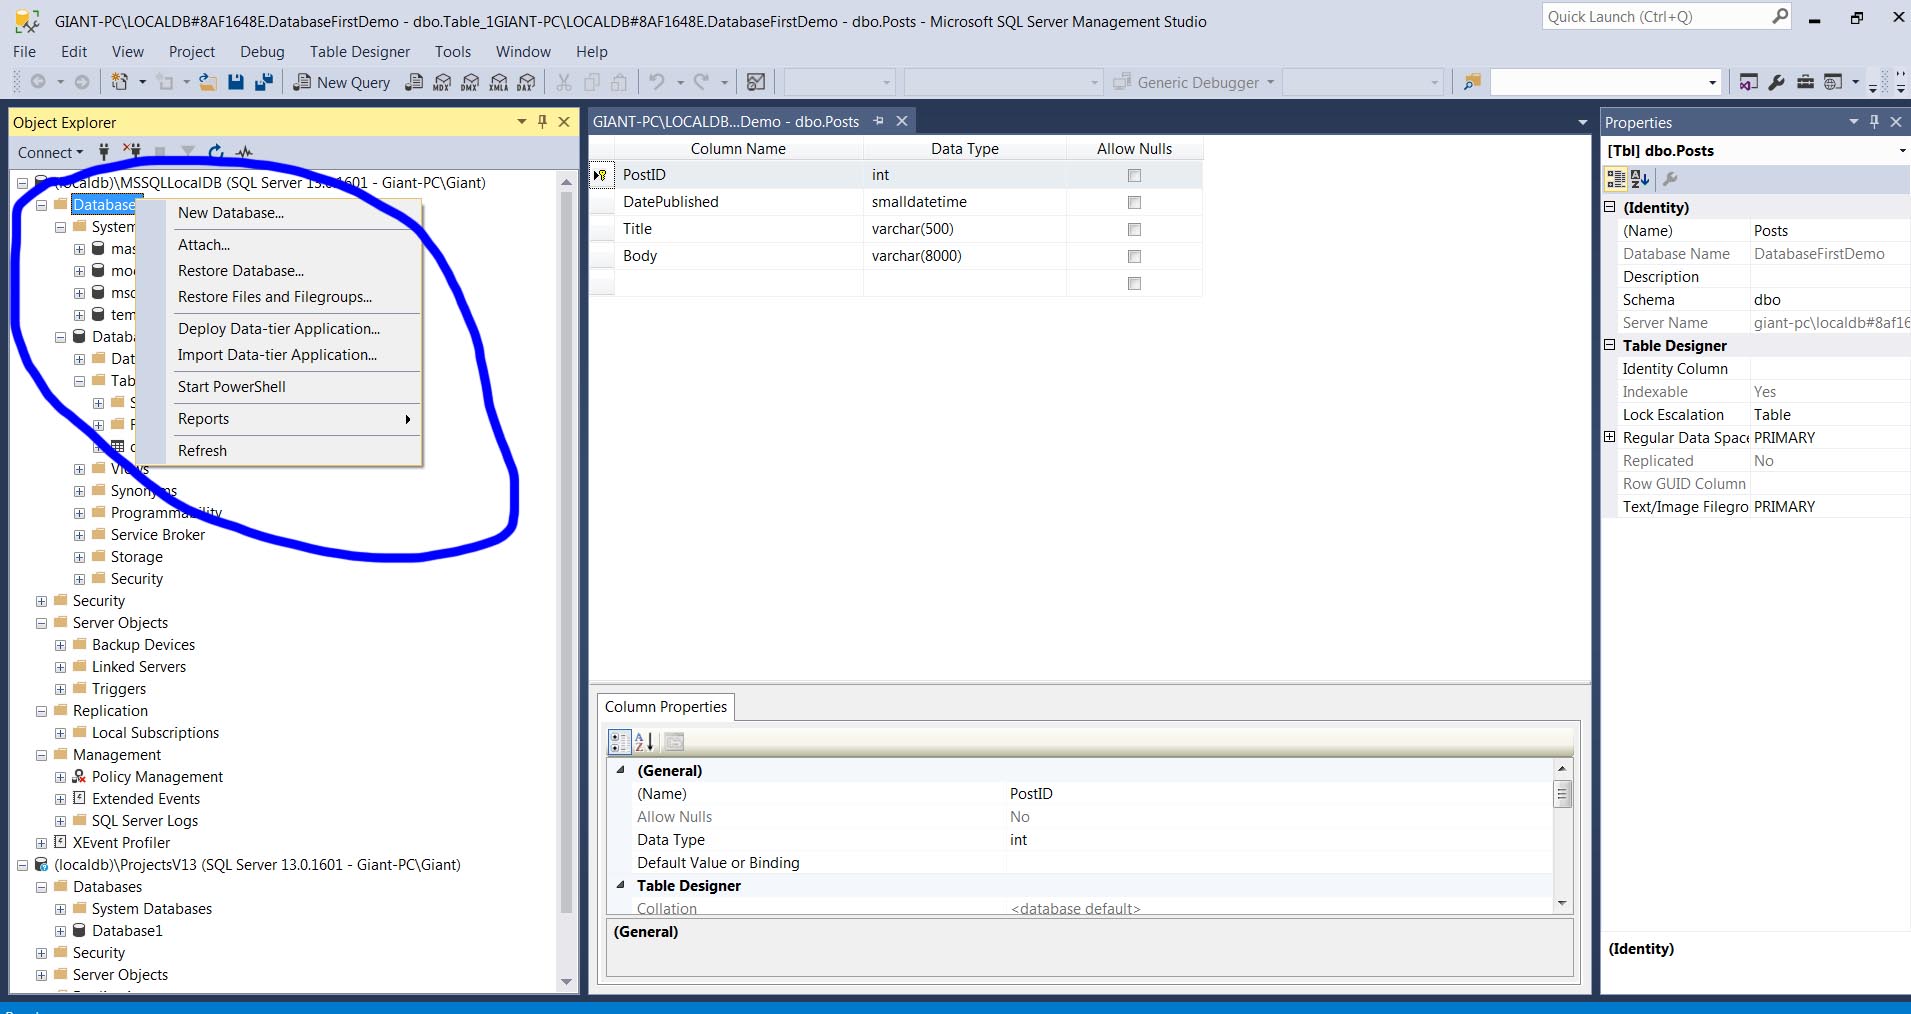 GIANT-PC\LOCALDB#8AF1648E.DatabaseFirstDemo - dbo.Table_1GIANT-PC\LOCALDB#8AF1648E.DatabaseFirstDemo - dbo.Posts - Microsoft SQL Server Management Studio
Quick Launch (Ctrl+Q)
File Edit View Project Debug Table Designer Tools Window Help
New Query MDX DMX XMLA DAX Generic Debugger
Object Explorer
Connect
(localdb)\MSSQLLocalDB (SQL Server 13.0.1601 - Giant-PC\Giant)
Database
System
mas
mod
msd
tem
Databa
Dat
Tab
S
F
d
Views
Synonyms
Programmability
Service Broker
Storage
Security
Security
Server Objects
Backup Devices
Linked Servers
Triggers
Replication
Local Subscriptions
Management
Policy Management
Extended Events
SQL Server Logs
XEvent Profiler
(localdb)\ProjectsV13 (SQL Server 13.0.1601 - Giant-PC\Giant)
Databases
System Databases
Database1
Security
Server Objects
New Database...
Attach...
Restore Database...
Restore Files and Filegroups...
Deploy Data-tier Application...
Import Data-tier Application...
Start PowerShell
Reports
Refresh
GIANT-PC\LOCALDB...Demo - dbo.Posts
Column Name Data Type Allow Nulls
PostID int
DatePublished smalldatetime
Title varchar(500)
Body varchar(8000)
Column Properties
(General)
(Name) PostID
Allow Nulls No
Data Type int
Default Value or Binding
Table Designer
Collation <database default>
(General)
Properties
[Tbl] dbo.Posts
(Identity)
(Name) Posts
Database Name DatabaseFirstDemo
Description
Schema dbo
Server Name giant-pc\localdb#8af16
Table Designer
Identity Column
Indexable Yes
Lock Escalation Table
Regular Data Space PRIMARY
Replicated No
Row GUID Column
Text/Image Filegro PRIMARY
(Identity)